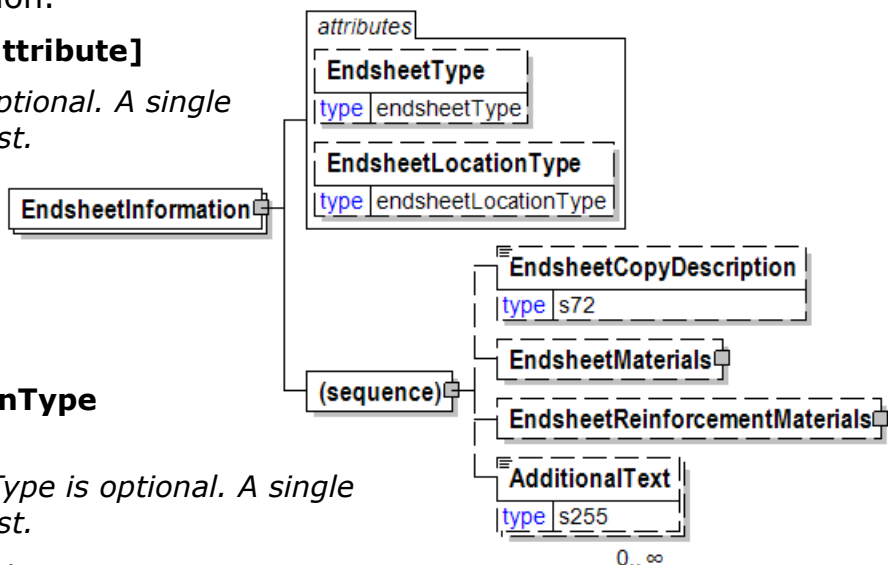 on:
attributes
ttribute]
EndsheetType
type endsheetType
ptional. A single
st.
EndsheetLocationType
type endsheetLocationType
EndsheetInformation
EndsheetCopyDescription
type s72
EndsheetMaterials
(sequence)
nType
EndsheetReinforcementMaterials
AdditionalText
type s255
Type is optional. A single
st.
0..∞